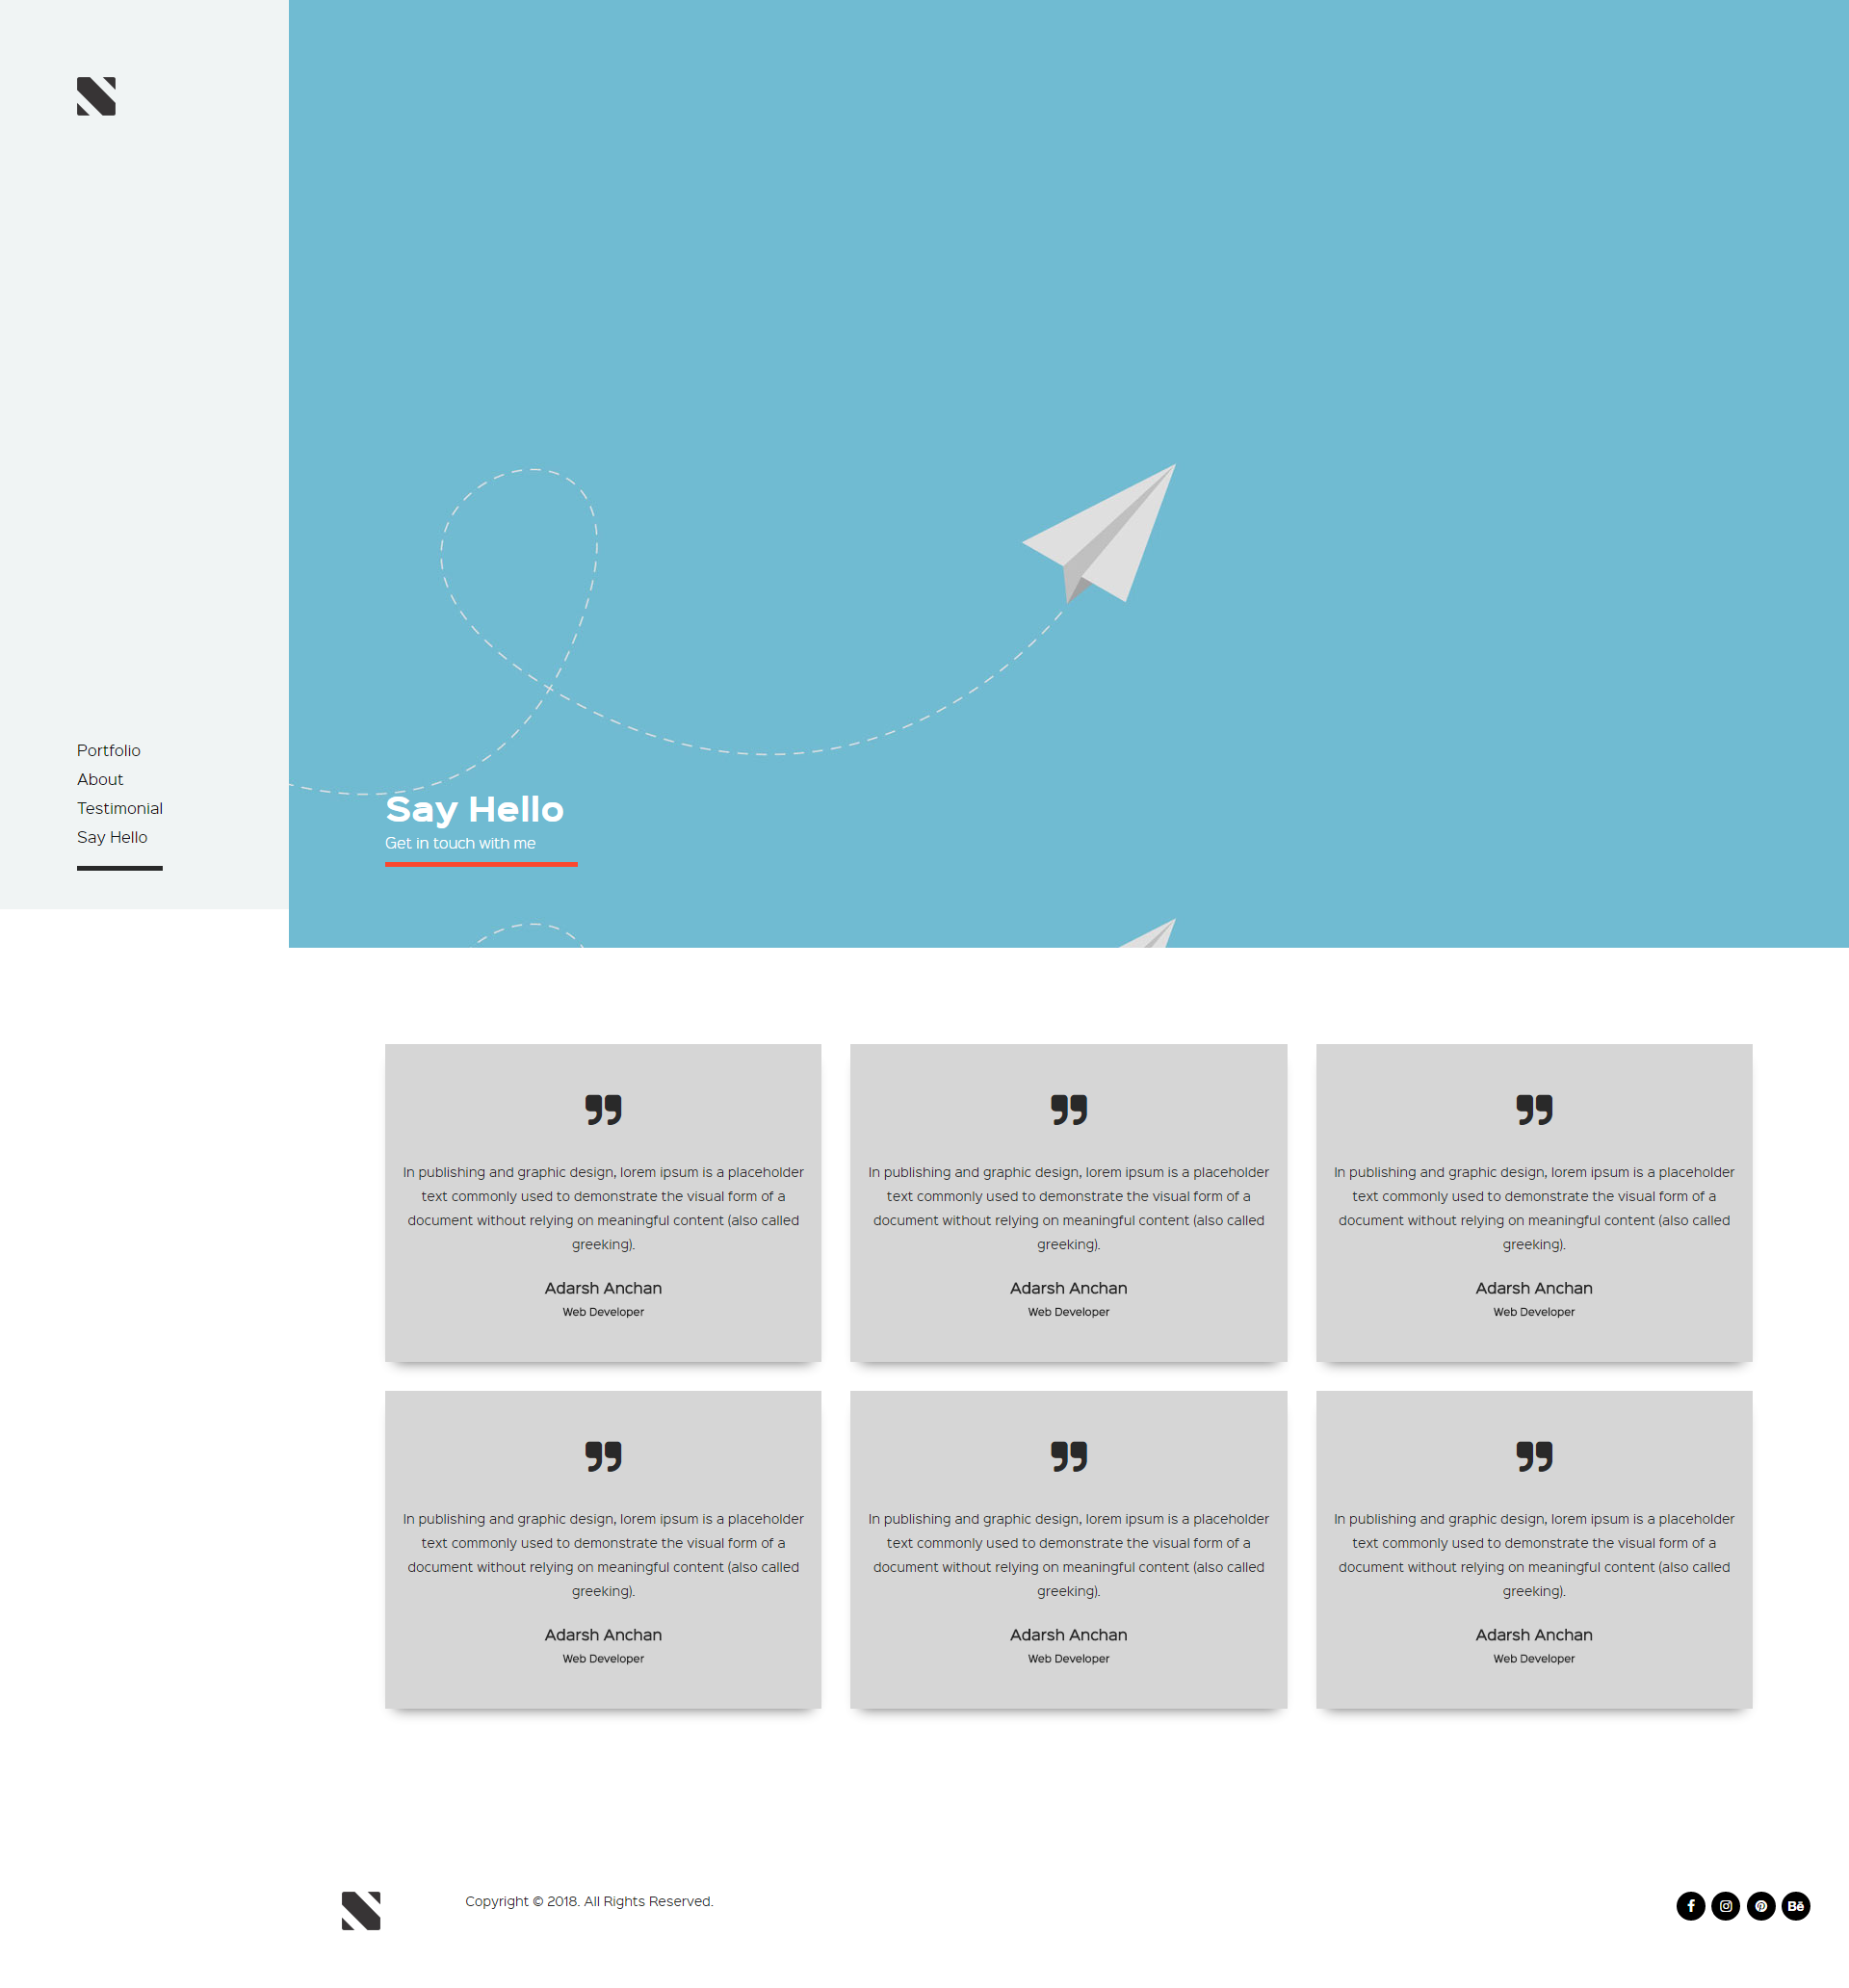 Portfolio
About
Testimonial
Say Hello
Say Hello
Get in touch with me
In publishing and graphic design, lorem ipsum is a placeholder
text commonly used to demonstrate the visual form of a
document without relying on meaningful content (also called
greeking).
Adarsh Anchan
Web Developer
In publishing and graphic design, lorem ipsum is a placeholder
text commonly used to demonstrate the visual form of a
document without relying on meaningful content (also called
greeking).
Adarsh Anchan
Web Developer
In publishing and graphic design, lorem ipsum is a placeholder
text commonly used to demonstrate the visual form of a
document without relying on meaningful content (also called
greeking).
Adarsh Anchan
Web Developer
In publishing and graphic design, lorem ipsum is a placeholder
text commonly used to demonstrate the visual form of a
document without relying on meaningful content (also called
greeking).
Adarsh Anchan
Web Developer
In publishing and graphic design, lorem ipsum is a placeholder
text commonly used to demonstrate the visual form of a
document without relying on meaningful content (also called
greeking).
Adarsh Anchan
Web Developer
In publishing and graphic design, lorem ipsum is a placeholder
text commonly used to demonstrate the visual form of a
document without relying on meaningful content (also called
greeking).
Adarsh Anchan
Web Developer
Copyright © 2018. All Rights Reserved.